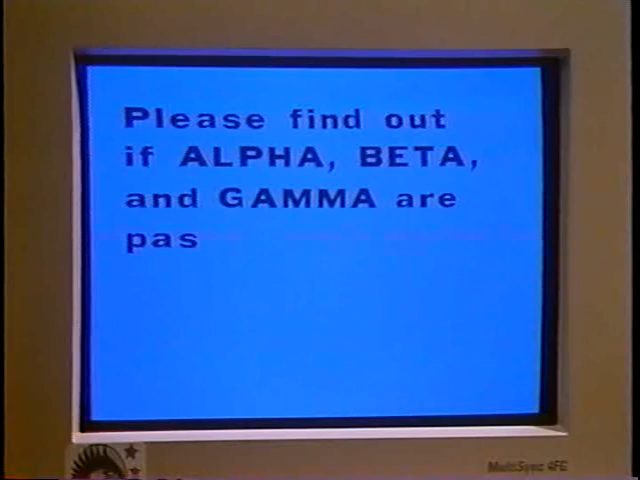 Please find out
if ALPHA, BETA,
and GAMMA are
pas
MultiSync 4FG